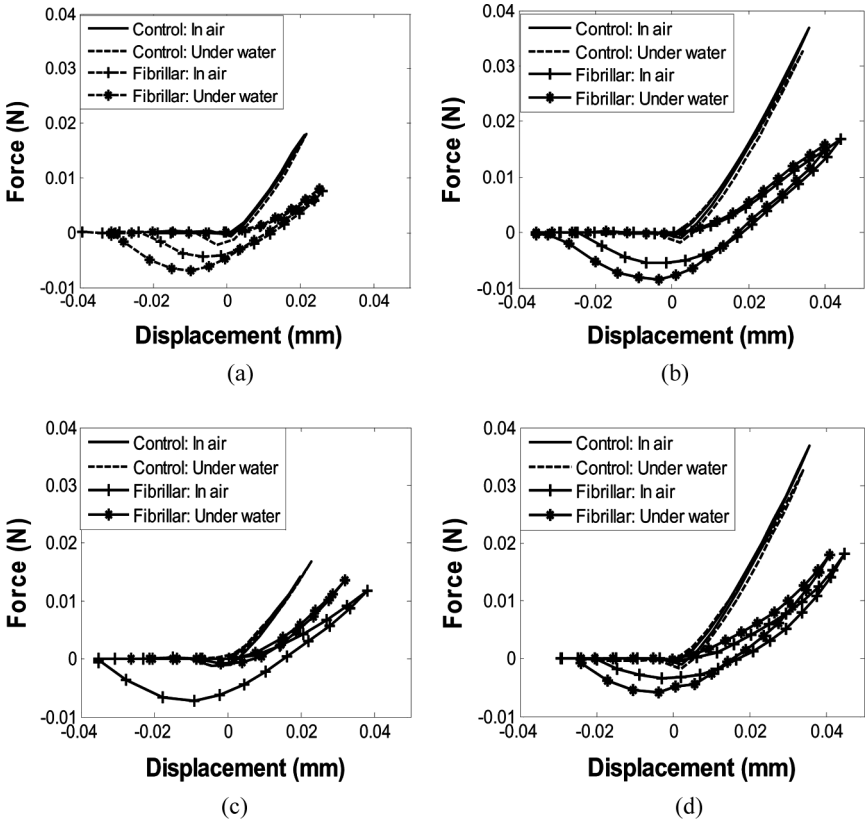 0.04
0.03
0.02
0.01
0
-0.01
-0.04
-0.02
0
0.02
0.04
Force (N)
Displacement (mm)
Control: In air
Control: Under water
Fibrillar: In air
Fibrillar: Under water
(a)
0.04
0.03
0.02
0.01
0
-0.01
-0.04
-0.02
0
0.02
0.04
Force (N)
Displacement (mm)
Control: In air
Control: Under water
Fibrillar: In air
Fibrillar: Under water
(b)
0.04
0.03
0.02
0.01
0
-0.01
-0.04
-0.02
0
0.02
0.04
Force (N)
Displacement (mm)
Control: In air
Control: Under water
Fibrillar: In air
Fibrillar: Under water
(c)
0.04
0.03
0.02
0.01
0
-0.01
-0.04
-0.02
0
0.02
0.04
Force (N)
Displacement (mm)
Control: In air
Control: Under water
Fibrillar: In air
Fibrillar: Under water
(d)